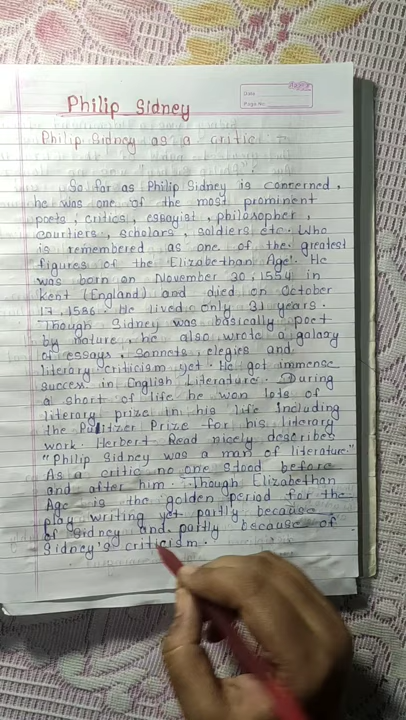 Philip Sidney
Date
Page No.
Philip Sidney as a critic :-
So far as Philip Sidney is concerned,
he was one of the most prominent
poets, critics, essayist, philosopher,
courtiers, scholars, soldiers etc. Who
is remembered as one of the greatest
figures of the Elizabethan Age'. He
was born on November 30, 1554 in
Kent (England) and died on October
17, 1586. He lived only 31 years.
Though Sidney was basically poet
by nature, he also wrote a galaxy
of essays, sonnets, elegies and
literary criticism yet. He got immense
success in English Literature. During
a short of life he won lots of
literary prize in his life Including
the Pulitzer Prize for his literary
work. Herbert Read nicely describes
"Philip Sidney was a man of literature."
As a critic no one stood before
and after him. Though Elizabethan
Age is the golden period for the
play writing yet partly because
of Sidney and partly because of
Sidney's criticism.